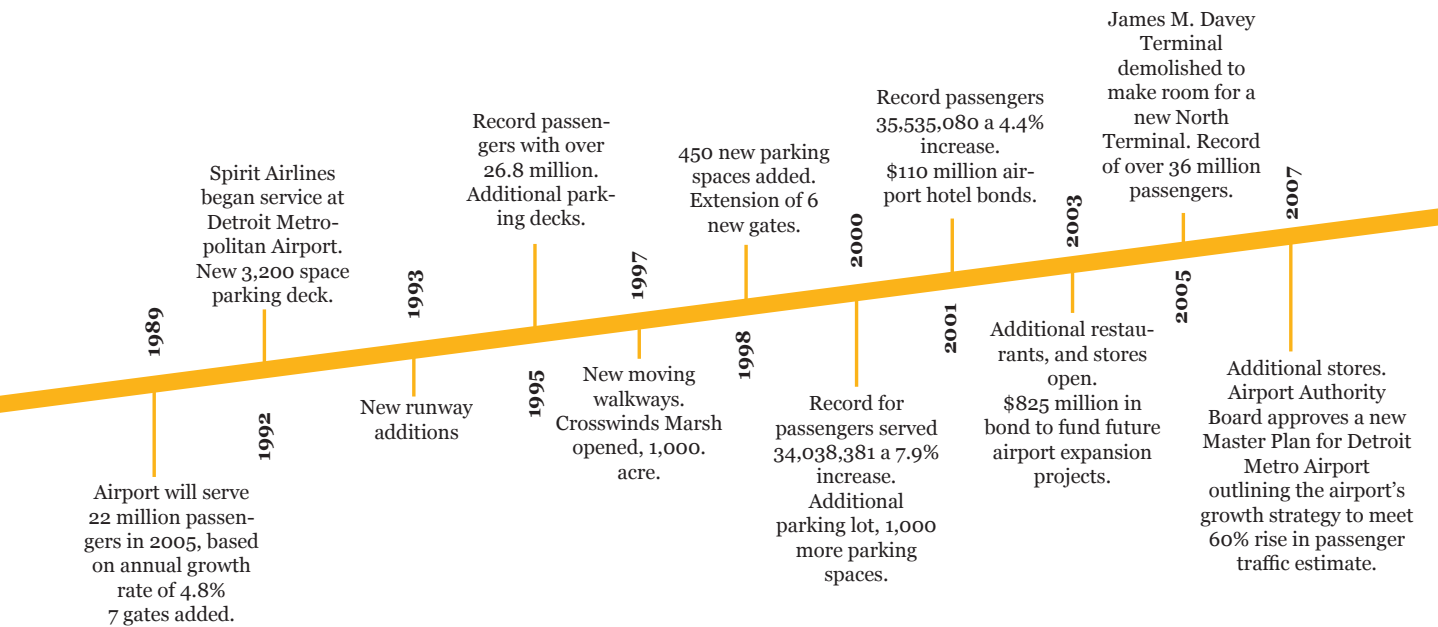 1989
Airport will serve
22 million passen-
gers in 2005, based
on annual growth
rate of 4.8%
7 gates added.
Spirit Airlines
began service at
Detroit Metro-
politan Airport.
New 3,200 space
parking deck.
1992
1993
New runway
additions
Record passen-
gers with over
26.8 million.
Additional park-
ing decks.
1995
1997
New moving
walkways.
Crosswinds Marsh
opened, 1,000.
acre.
450 new parking
spaces added.
Extension of 6
new gates.
1998
2000
Record for
passengers served
34,038,381 a 7.9%
increase.
Additional
parking lot, 1,000
more parking
spaces.
Record passengers
35,535,080 a 4.4%
increase.
$110 million air-
port hotel bonds.
2001
2003
Additional restau-
rants, and stores
open.
$825 million in
bond to fund future
airport expansion
projects.
James M. Davey
Terminal
demolished to
make room for a
new North
Terminal. Record
of over 36 million
passengers.
2005
2007
Additional stores.
Airport Authority
Board approves a new
Master Plan for Detroit
Metro Airport
outlining the airport’s
growth strategy to meet
60% rise in passenger
traffic estimate.